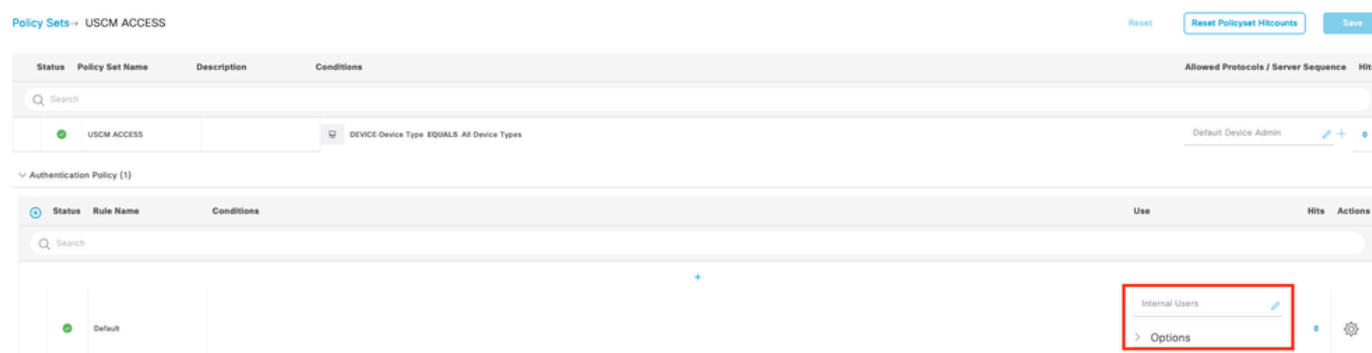 Policy Sets→ USCM ACCESS
Reset
Reset Policyset Hitcounts
Save
Status Policy Set Name Description Conditions Allowed Protocols / Server Sequence Hit
Search
USCM ACCESS DEVICE-Device Type EQUALS All Device Types Default Device Admin 0
Authentication Policy (1)
Status Rule Name Conditions Use Hits Actions
Search
Internal Users
Default 0
Options